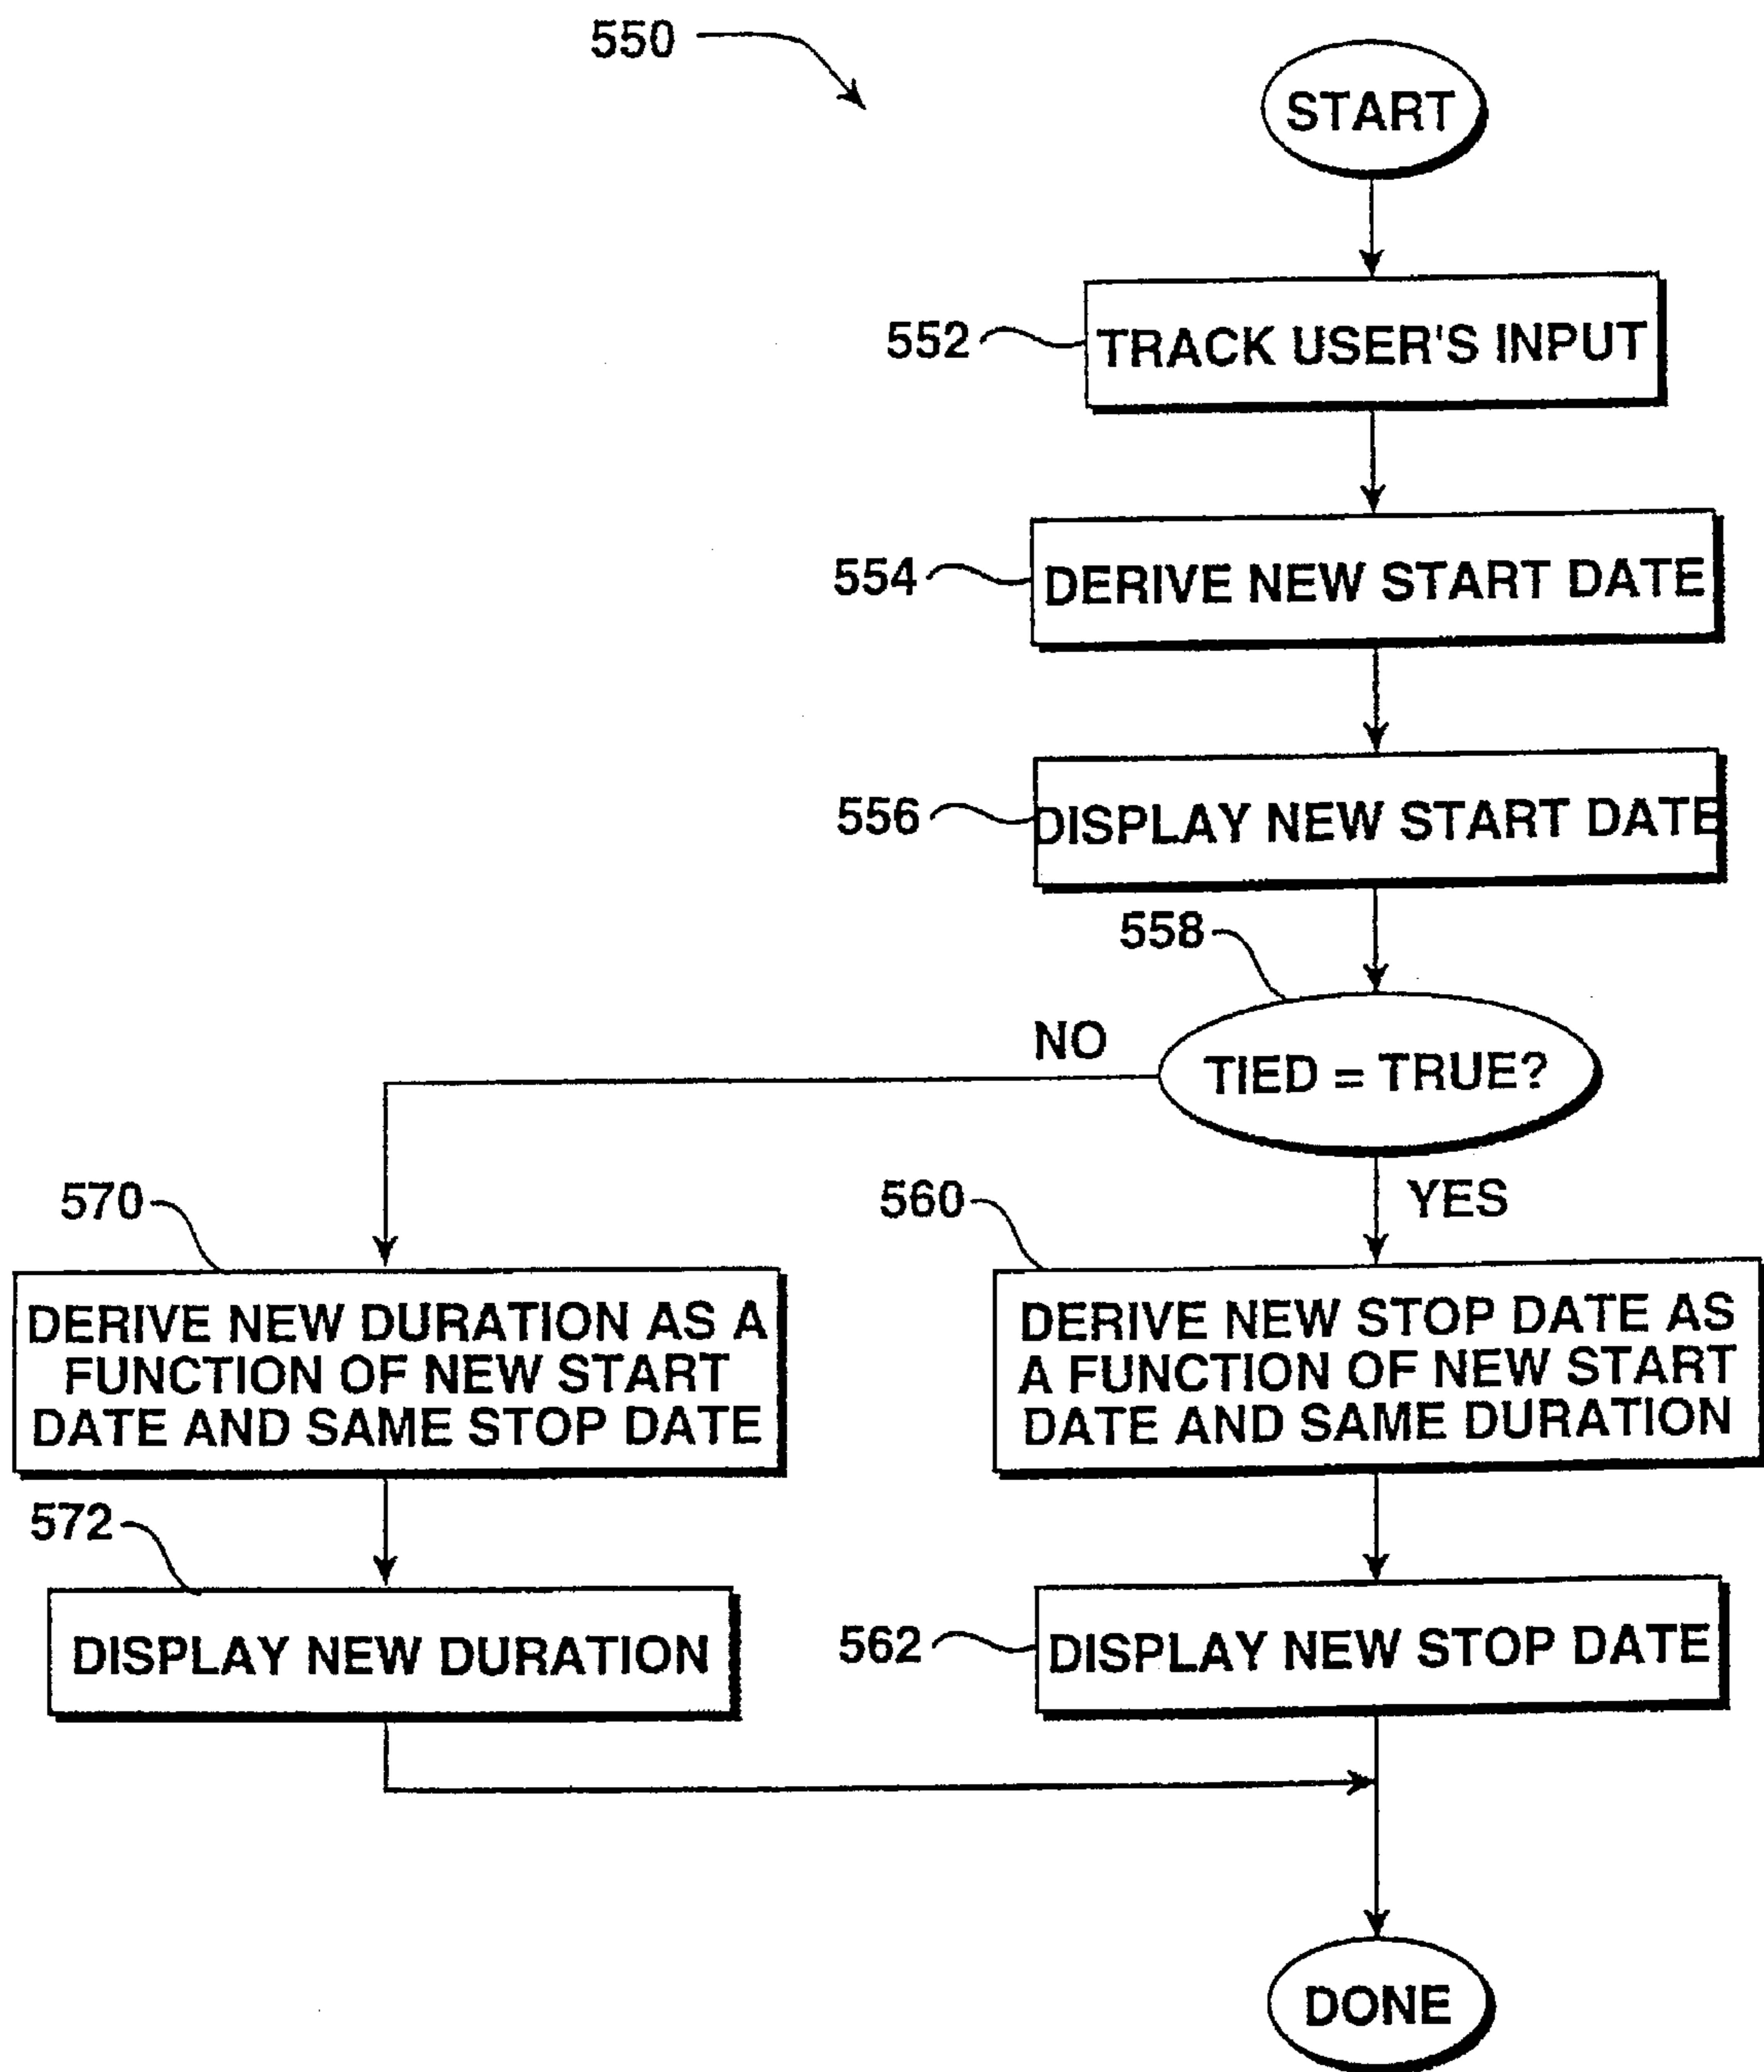 550
START
552
TRACK USER'S INPUT
554
DERIVE NEW START DATE
556
DISPLAY NEW START DATE
558
NO
TIED = TRUE?
YES
570
DERIVE NEW DURATION AS A
FUNCTION OF NEW START
DATE AND SAME STOP DATE
560
DERIVE NEW STOP DATE AS
A FUNCTION OF NEW START
DATE AND SAME DURATION
572
DISPLAY NEW DURATION
562
DISPLAY NEW STOP DATE
DONE